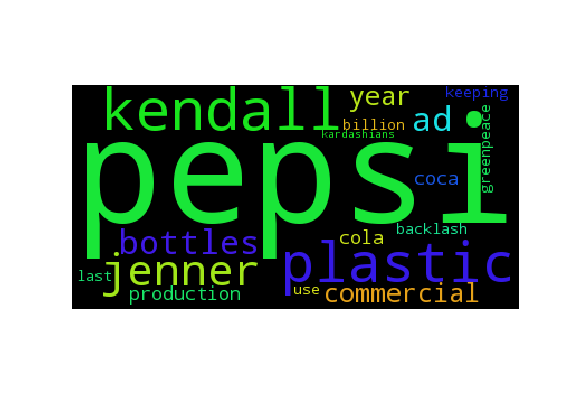 kendall
year
keeping
billion
ad
kardashians
greenpeace
pepsi
coca
backlash
cola
bottles
plastic
jenner
last
production
use
commercial